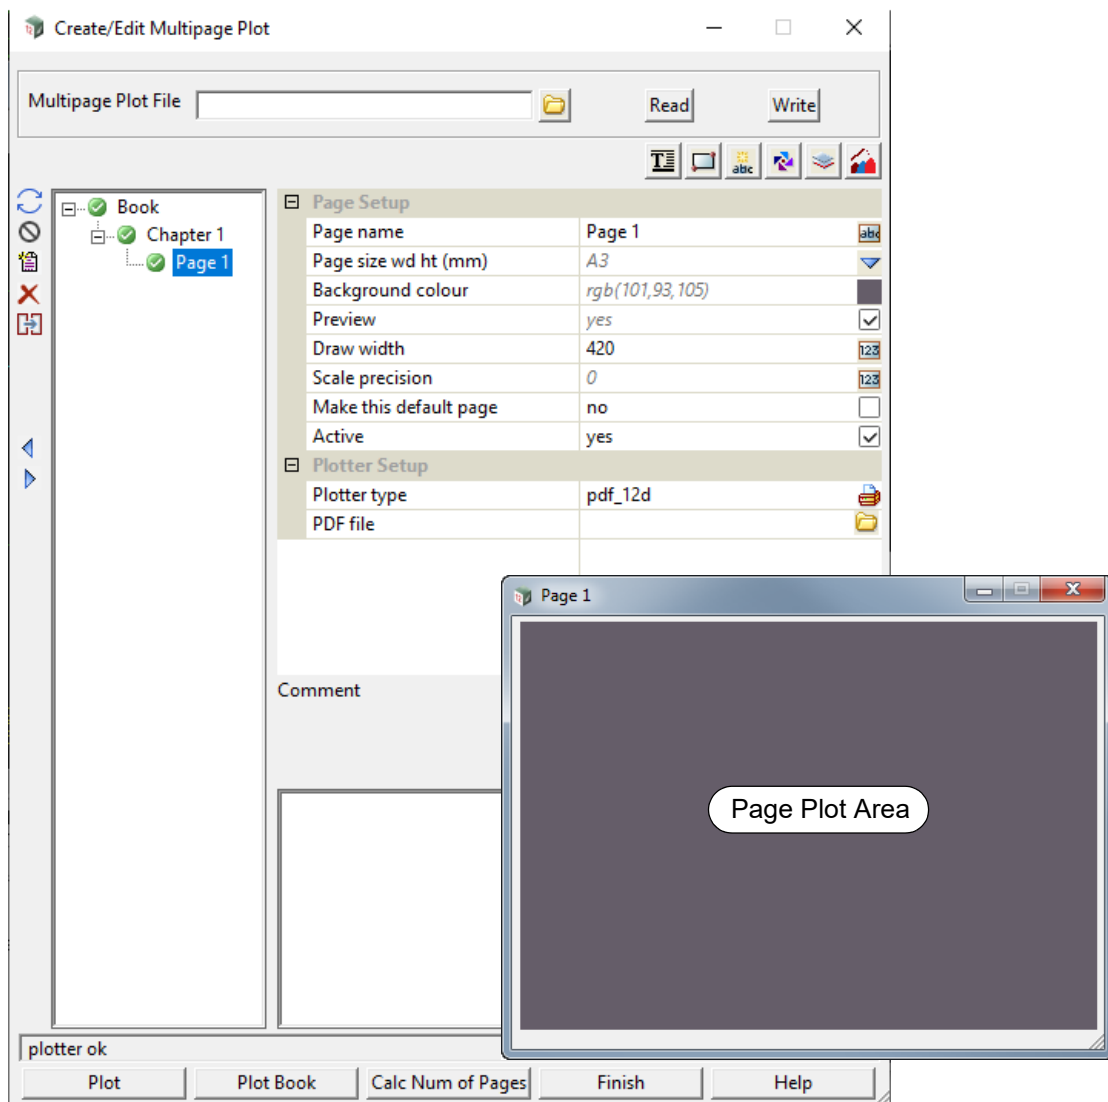 Create/Edit Multipage Plot
Multipage Plot File
Read
Write
Book
Chapter 1
Page 1
Page Setup
Page name Page 1
Page size wd ht (mm) A3
Background colour rgb(101,93,105)
Preview yes
Draw width 420
Scale precision 0
Make this default page no
Active yes
Plotter Setup
Plotter type pdf_12d
PDF file
Page 1
Comment
Page Plot Area
plotter ok
Plot
Plot Book
Calc Num of Pages
Finish
Help